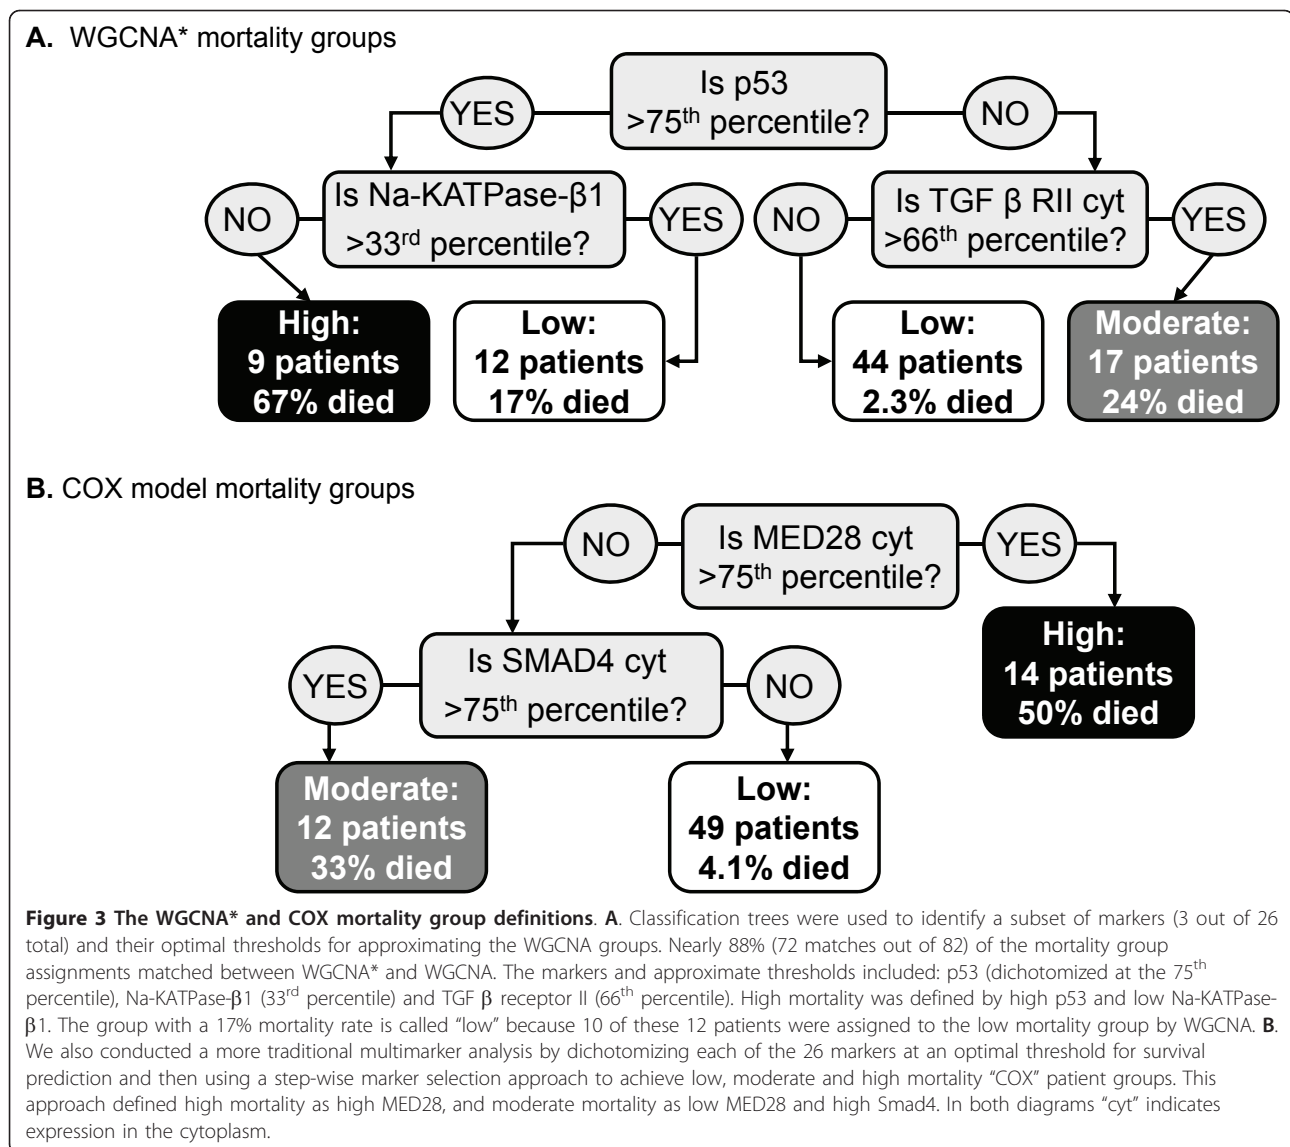 A. WGCNA* mortality groups
Is p53
>75th percentile?
YES
NO
Is Na-KATPase-β1
>33rd percentile?
NO
YES
Is TGF β RII cyt
>66th percentile?
NO
YES
High:
9 patients
67% died
Low:
12 patients
17% died
Low:
44 patients
2.3% died
Moderate:
17 patients
24% died
B. COX model mortality groups
Is MED28 cyt
>75th percentile?
NO
YES
Is SMAD4 cyt
>75th percentile?
YES
NO
High:
14 patients
50% died
Moderate:
12 patients
33% died
Low:
49 patients
4.1% died
Figure 3 The WGCNA* and COX mortality group definitions. A. Classification trees were used to identify a subset of markers (3 out of 26
total) and their optimal thresholds for approximating the WGCNA groups. Nearly 88% (72 matches out of 82) of the mortality group
assignments matched between WGCNA* and WGCNA. The markers and approximate thresholds included: p53 (dichotomized at the 75th
percentile), Na-KATPase-β1 (33rd percentile) and TGF β receptor II (66th percentile). High mortality was defined by high p53 and low Na-KATPase-
β1. The group with a 17% mortality rate is called "low" because 10 of these 12 patients were assigned to the low mortality group by WGCNA. B.
We also conducted a more traditional multimarker analysis by dichotomizing each of the 26 markers at an optimal threshold for survival
prediction and then using a step-wise marker selection approach to achieve low, moderate and high mortality "COX" patient groups. This
approach defined high mortality as high MED28, and moderate mortality as low MED28 and high Smad4. In both diagrams "cyt" indicates
expression in the cytoplasm.